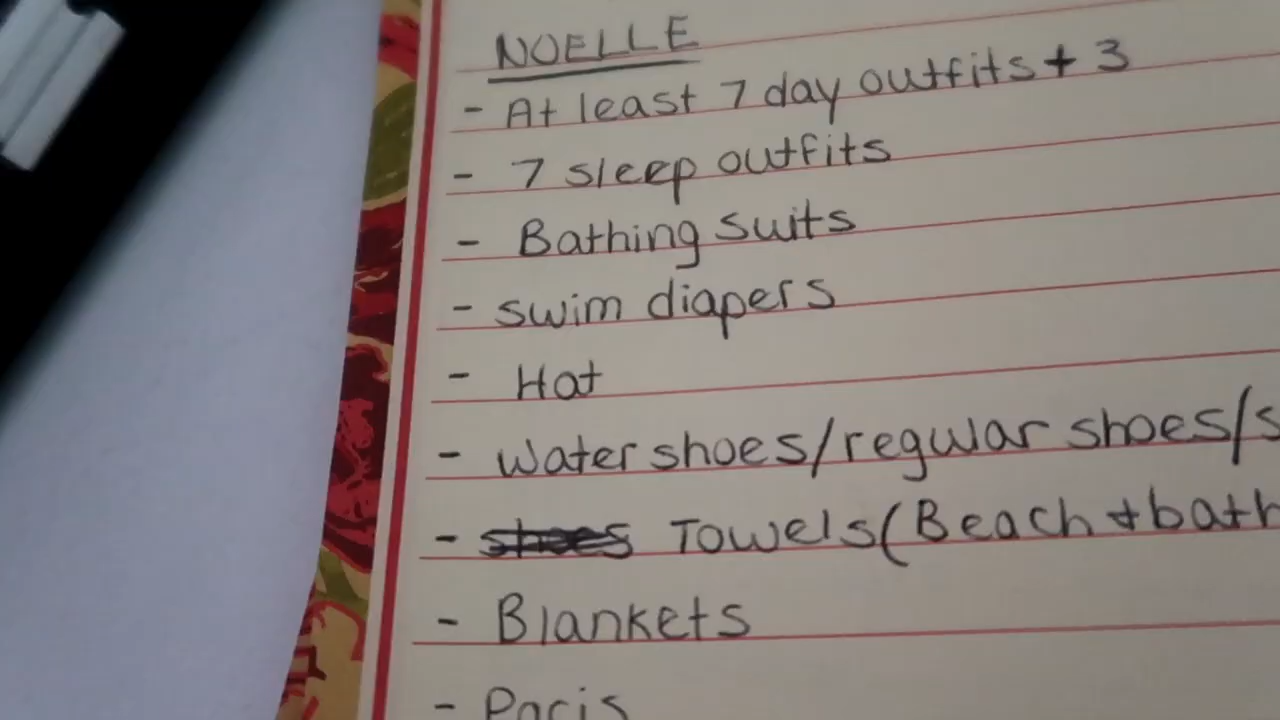 NOELLE
- At least 7 day outfits + 3
- 7 sleep outfits
- Bathing suits
- swim diapers
- Hat
- water shoes/regular shoes/s
- shoes Towels (Beach + bath
- Blankets
- Pacis